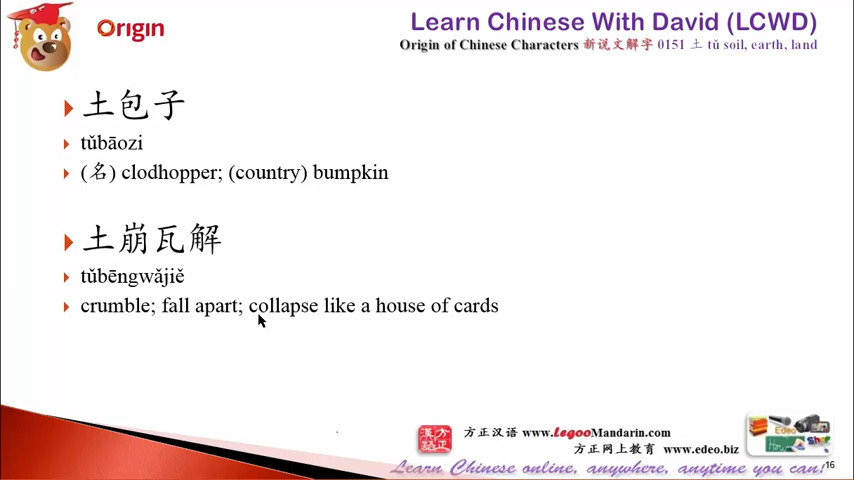 Origin
Learn Chinese With David (LCWD)
Origin of Chinese Characters 新说文解字 0151 土 tǔ soil, earth, land
土包子
tǔbāozi
(名) clodhopper; (country) bumpkin
土崩瓦解
tǔbēngwǎjiě
crumble; fall apart; collapse like a house of cards
方正汉语 www.LegooMandarin.com
方正网上教育 www.edeo.biz
Learn Chinese online, anywhere, anytime you can!
16